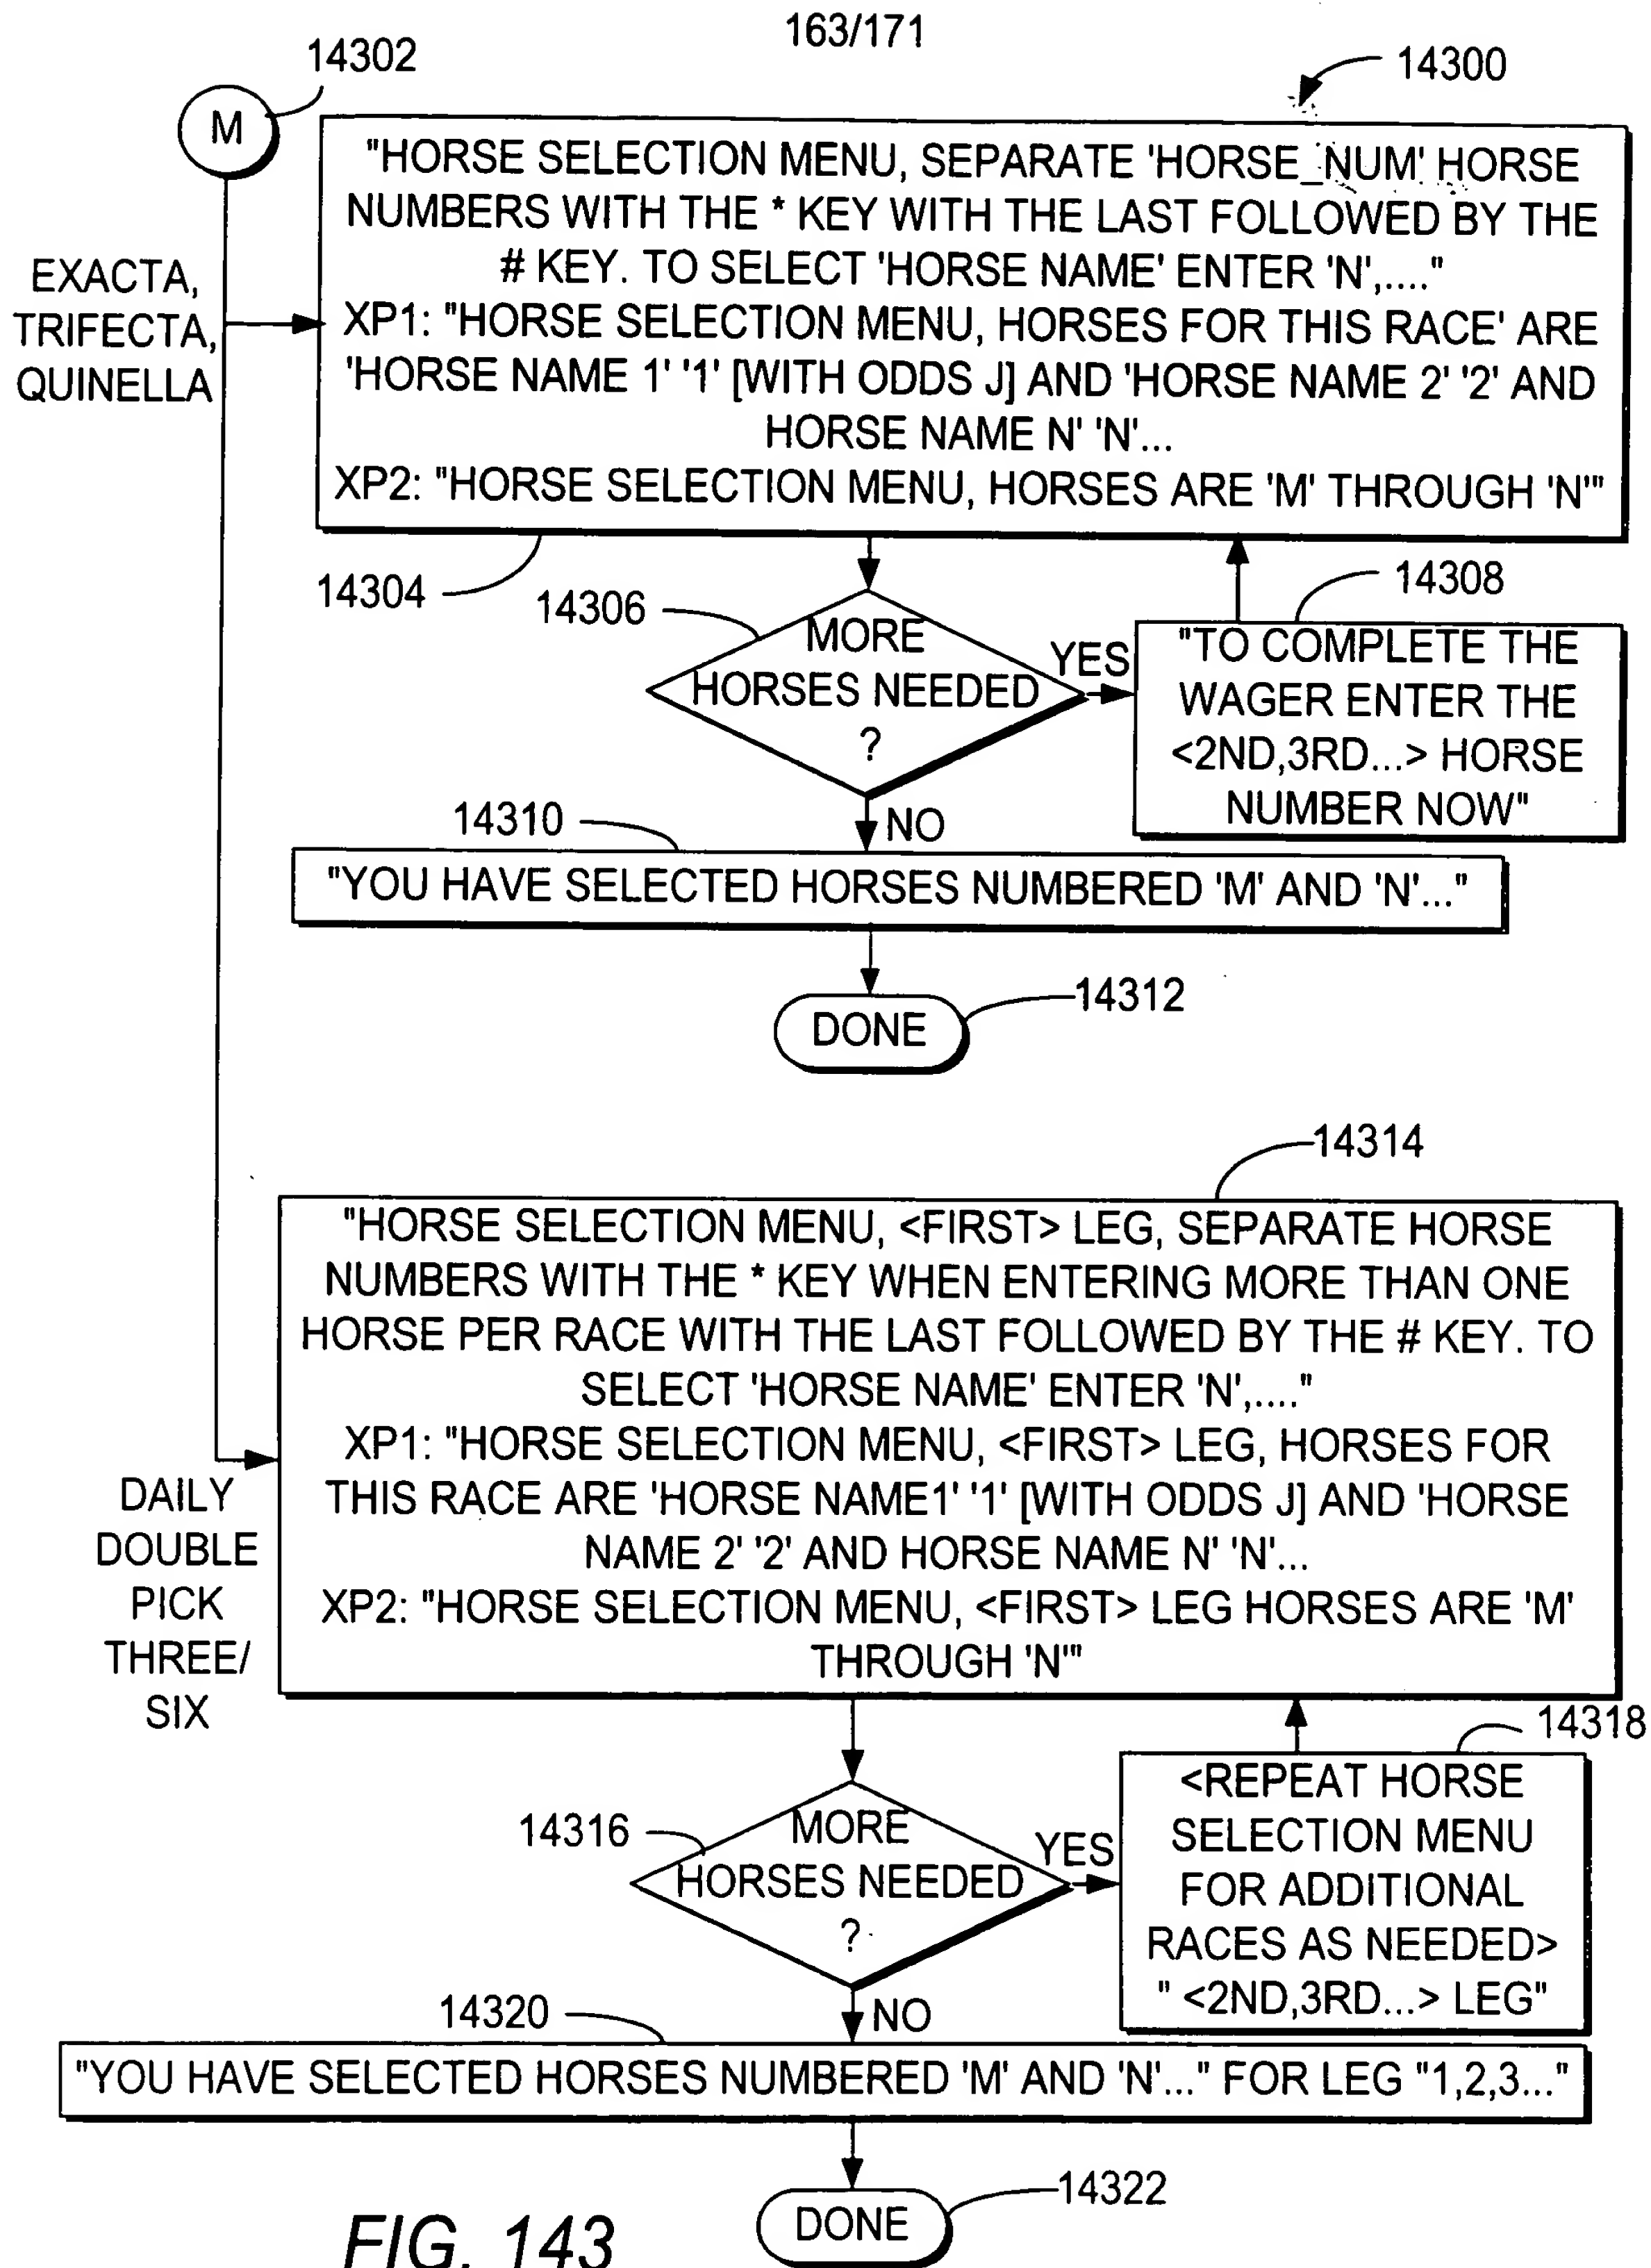 163/171
14302
14300
M
"HORSE SELECTION MENU, SEPARATE 'HORSE_NUM' HORSE
NUMBERS WITH THE * KEY WITH THE LAST FOLLOWED BY THE
# KEY. TO SELECT 'HORSE NAME' ENTER 'N',...."
XP1: "HORSE SELECTION MENU, HORSES FOR THIS RACE' ARE
'HORSE NAME 1' '1' [WITH ODDS J] AND 'HORSE NAME 2' '2' AND
HORSE NAME N' 'N'...
XP2: "HORSE SELECTION MENU, HORSES ARE 'M' THROUGH 'N'"
EXACTA,
TRIFECTA,
QUINELLA
14304
14306
MORE
HORSES NEEDED
?
YES
14308
"TO COMPLETE THE
WAGER ENTER THE
<2ND,3RD...> HORSE
NUMBER NOW"
NO
14310
"YOU HAVE SELECTED HORSES NUMBERED 'M' AND 'N'..."
14312
DONE
14314
"HORSE SELECTION MENU, <FIRST> LEG, SEPARATE HORSE
NUMBERS WITH THE * KEY WHEN ENTERING MORE THAN ONE
HORSE PER RACE WITH THE LAST FOLLOWED BY THE # KEY. TO
SELECT 'HORSE NAME' ENTER 'N',...."
XP1: "HORSE SELECTION MENU, <FIRST> LEG, HORSES FOR
THIS RACE ARE 'HORSE NAME1' '1' [WITH ODDS J] AND 'HORSE
NAME 2' '2' AND HORSE NAME N' 'N'...
XP2: "HORSE SELECTION MENU, <FIRST> LEG HORSES ARE 'M'
THROUGH 'N'"
DAILY
DOUBLE
PICK
THREE/
SIX
14316
MORE
HORSES NEEDED
?
YES
14318
<REPEAT HORSE
SELECTION MENU
FOR ADDITIONAL
RACES AS NEEDED>
" <2ND,3RD...> LEG"
NO
14320
"YOU HAVE SELECTED HORSES NUMBERED 'M' AND 'N'..." FOR LEG "1,2,3..."
14322
DONE
FIG. 143